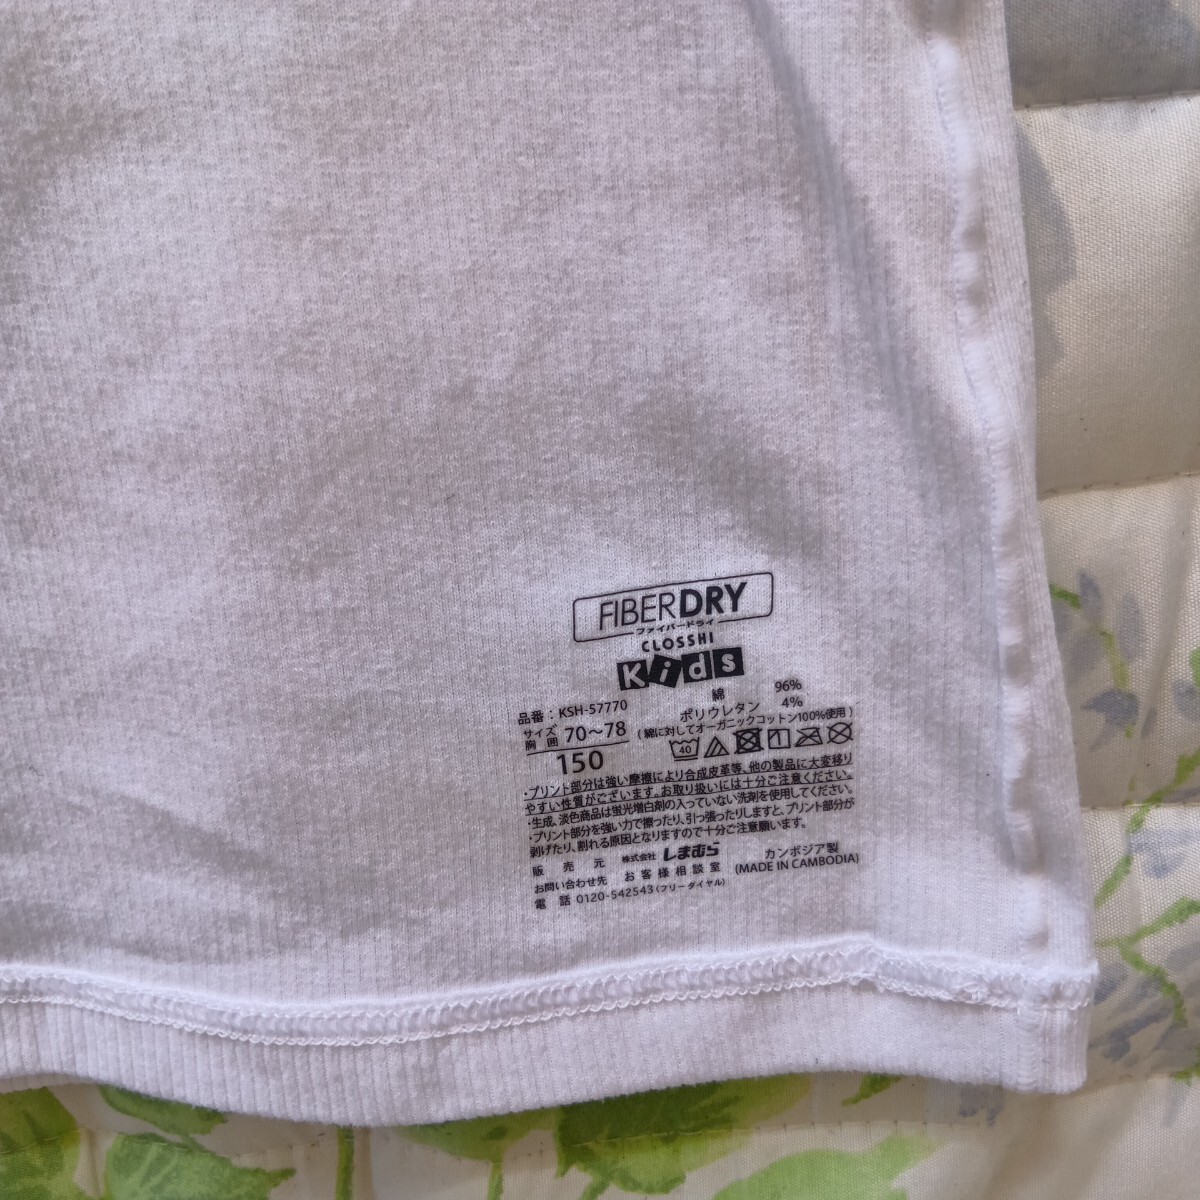 FIBERDRY
ファイバードライ
CLOSSHI
Kids
品番：KSH-57770
サイズ
胸囲 70〜78
150
綿 96%
ポリウレタン 4%
(綿に対してオーガニックコットン100%使用)
40
・プリント部分は強い摩擦により合成皮革等、他の製品に大変移り
やすい性質がございます。お取り扱いには十分ご注意ください。
・生成、淡色商品は蛍光増白剤の入っていない洗剤を使用してください。
・プリント部分を強い力で擦ったり、引っ張ったりしますと、プリント部分が
剥げたり、割れる原因となりますので十分ご注意願います。
販売元 株式会社 しまむら
お問い合わせ先 お客様相談室
電話 0120-542543(フリーダイヤル)
カンボジア製
(MADE IN CAMBODIA)